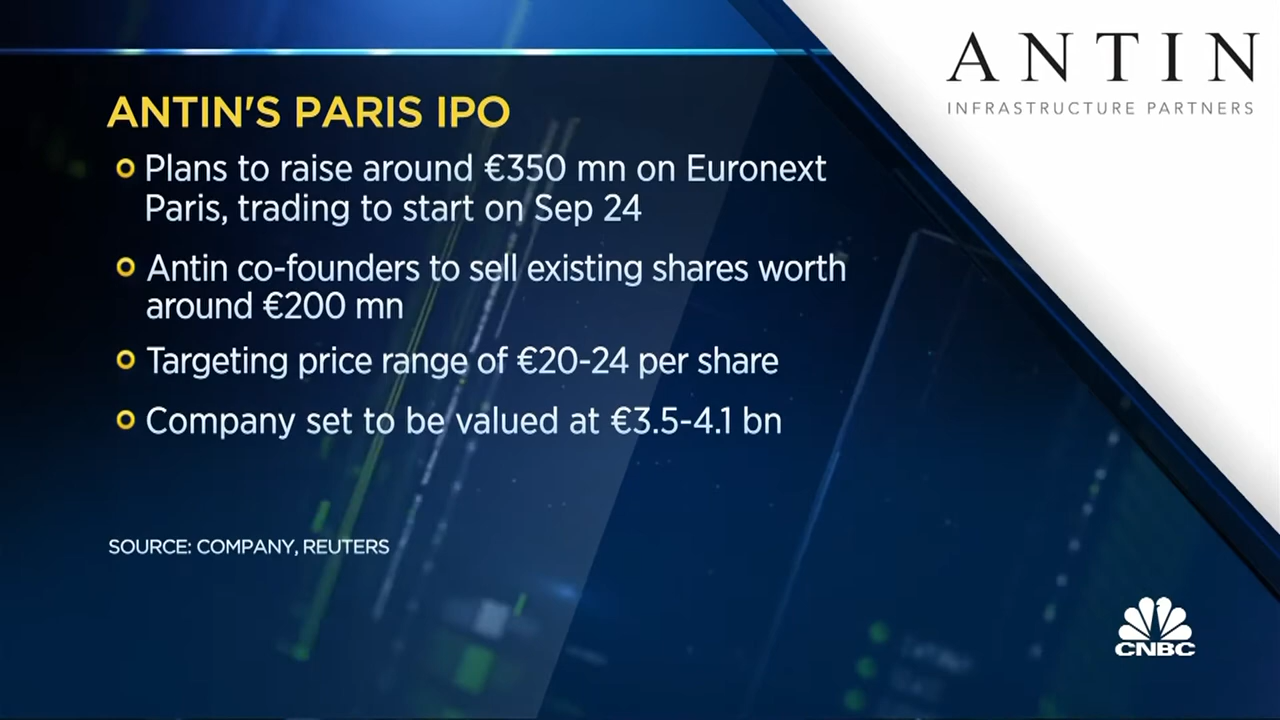 ANTIN
INFRASTRUCTURE PARTNERS
ANTIN'S PARIS IPO
Plans to raise around €350 mn on Euronext
Paris, trading to start on Sep 24
Antin co-founders to sell existing shares worth
around €200 mn
Targeting price range of €20-24 per share
Company set to be valued at €3.5-4.1 bn
SOURCE: COMPANY, REUTERS
CNBC